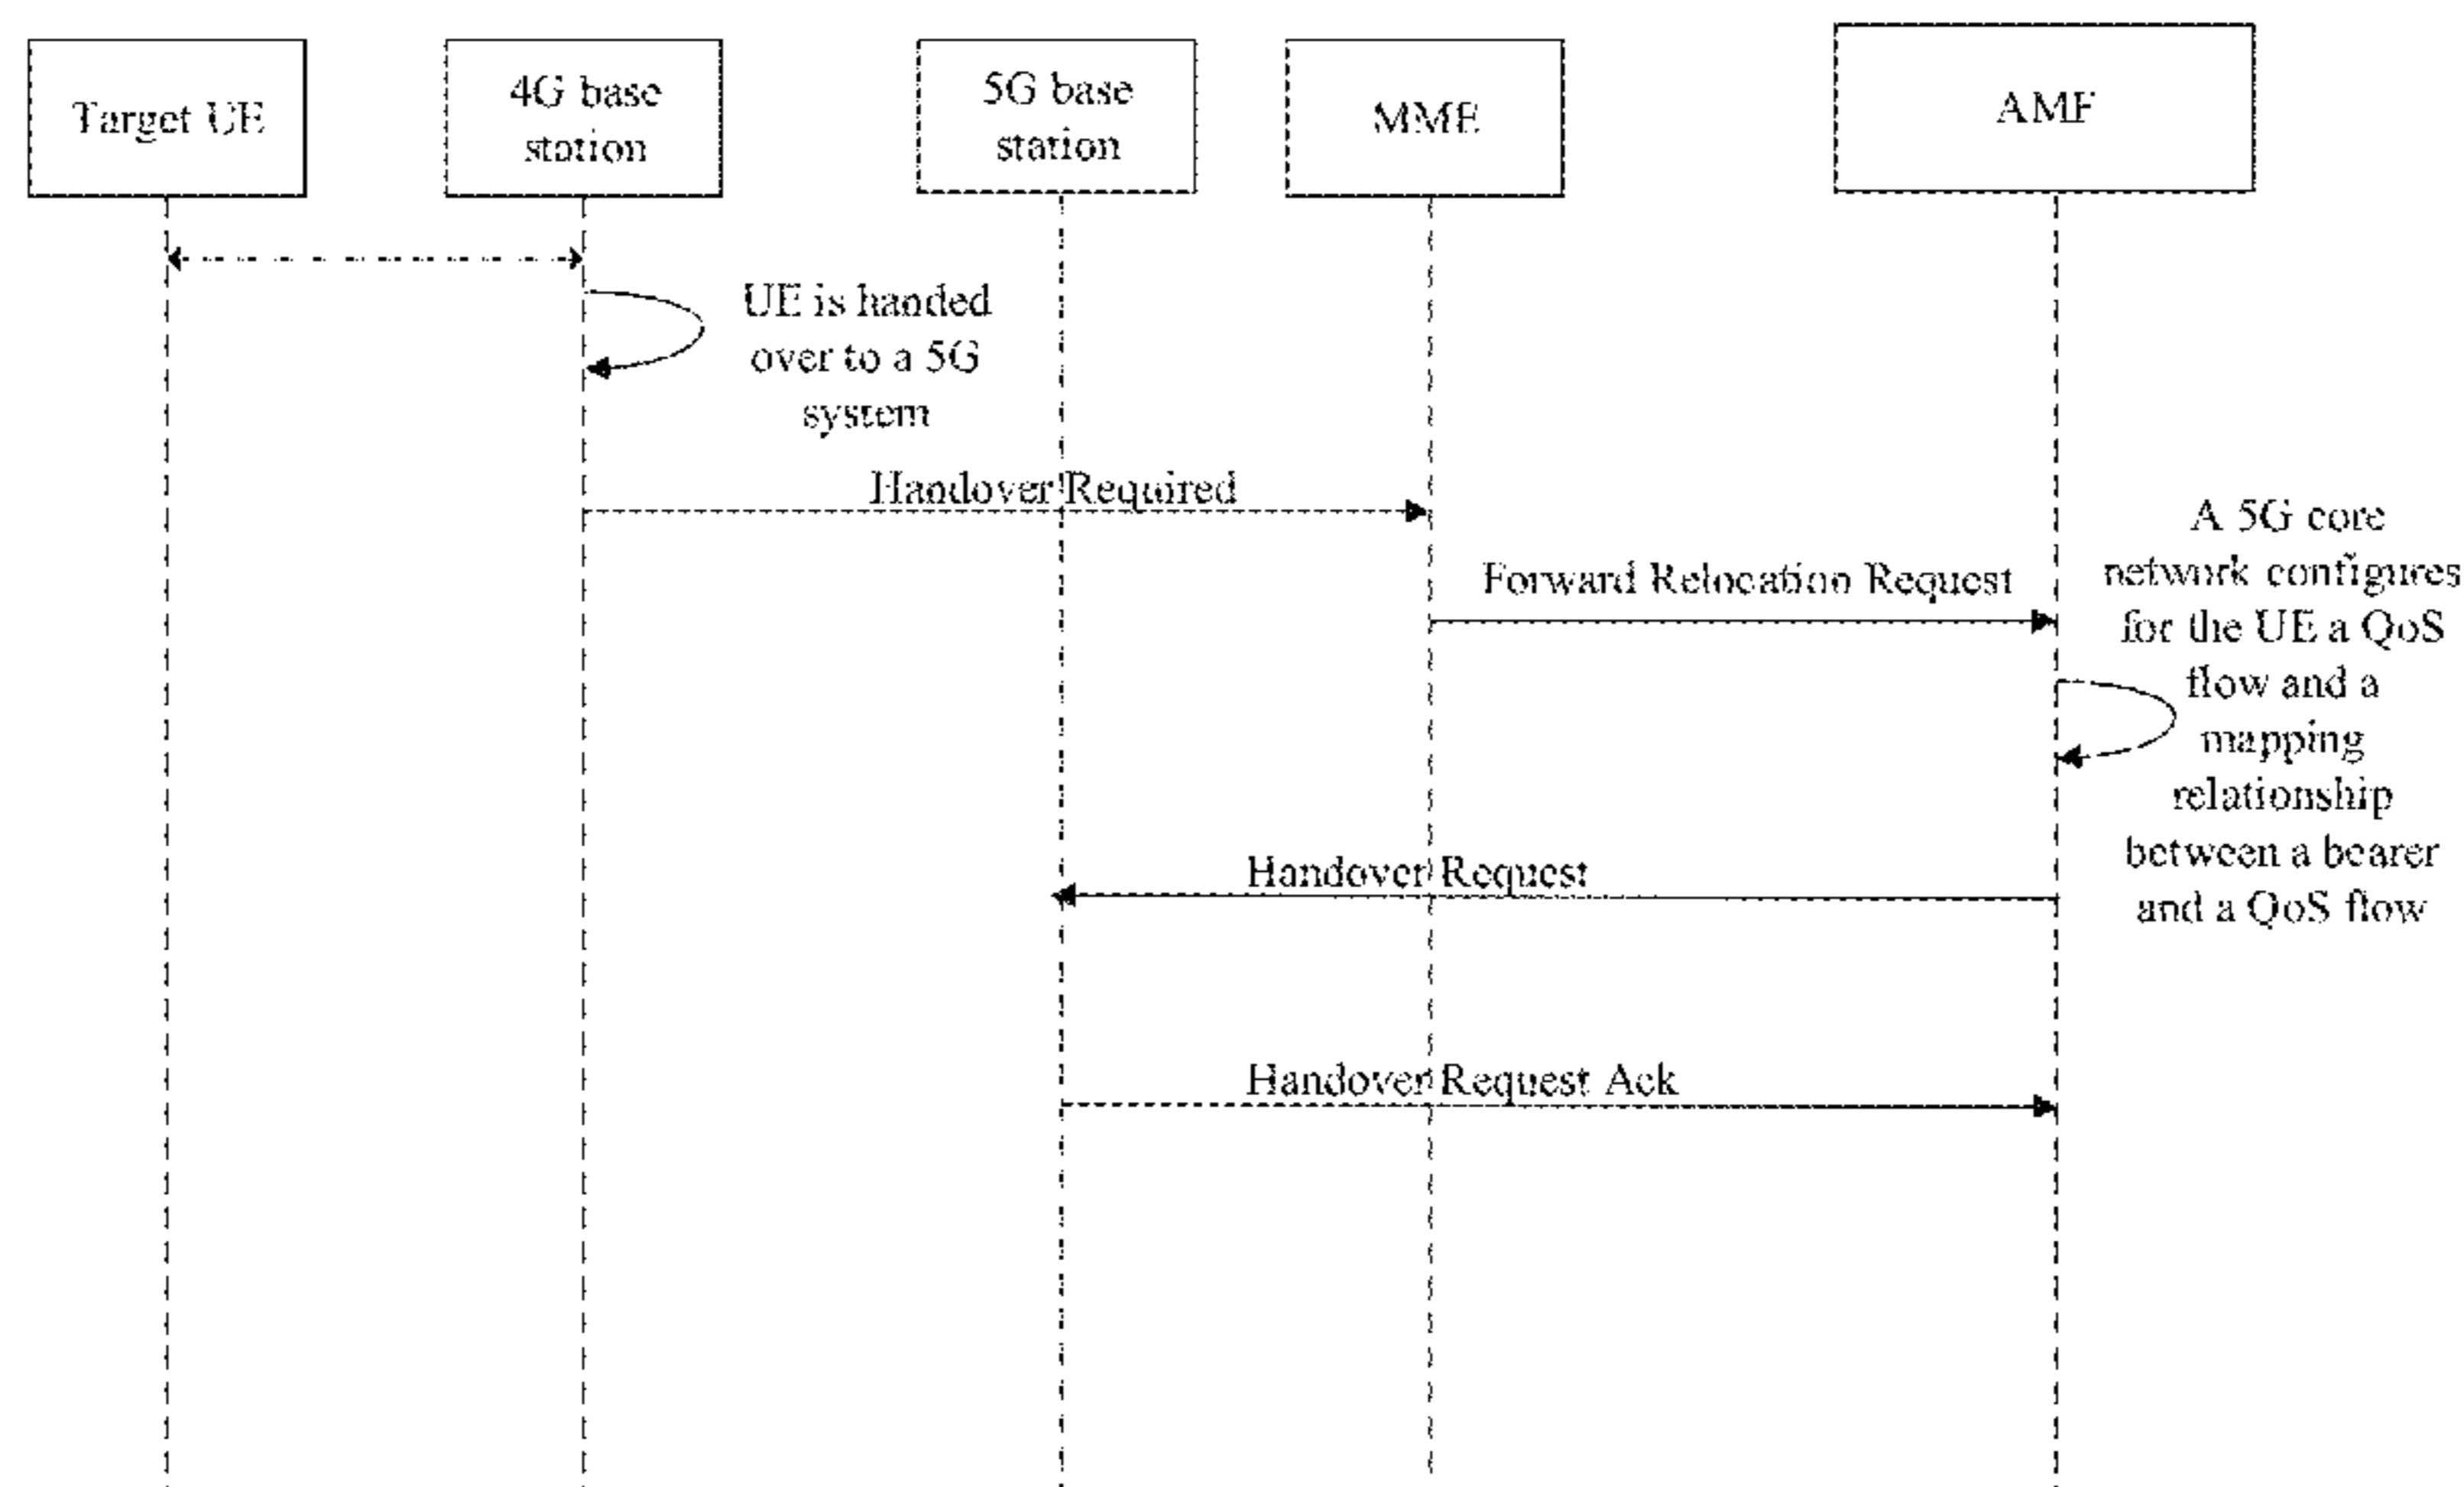 Target UE
4G base
station
5G base
station
MME
AMF
UE is handed
over to a 5G
system
Handover Required
Forward Relocation Request
A 5G core
network configures
for the UE a QoS
flow and a
mapping
relationship
between a bearer
and a QoS flow
Handover Request
Handover Request Ack